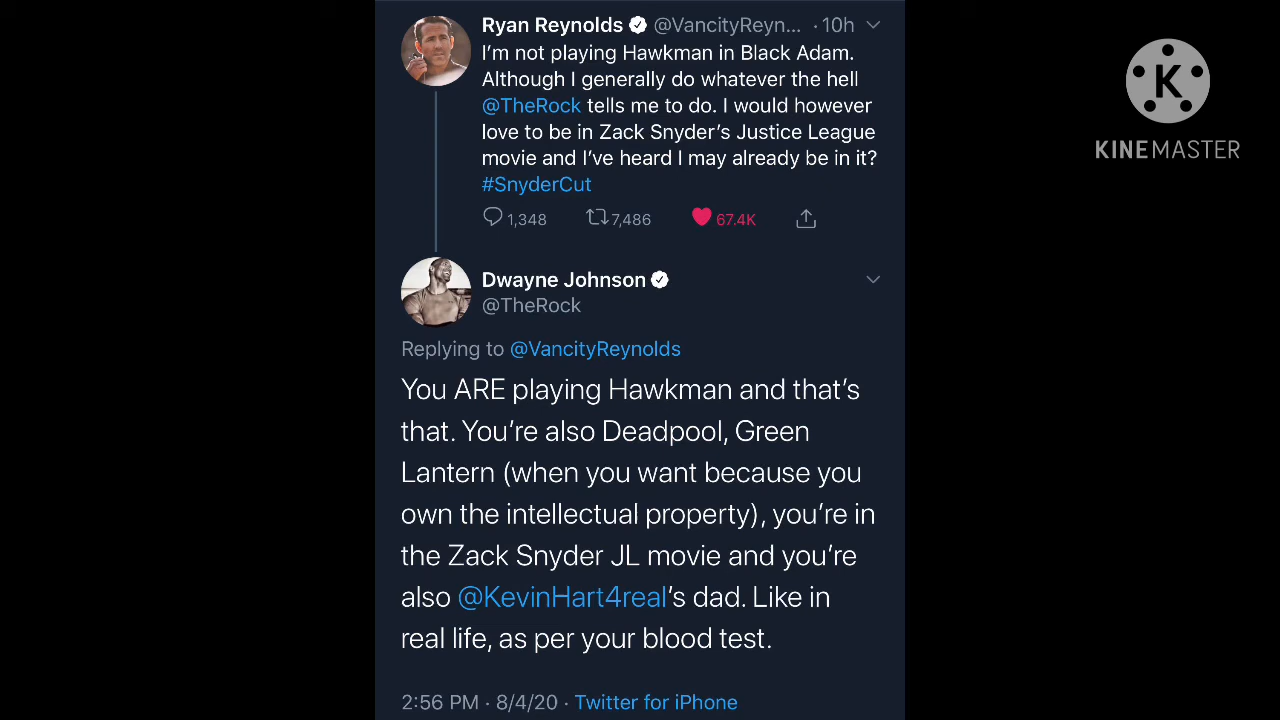 Ryan Reynolds @VancityReyn... · 10h
I'm not playing Hawkman in Black Adam.
Although I generally do whatever the hell
@TheRock tells me to do. I would however
love to be in Zack Snyder's Justice League
movie and I've heard I may already be in it?
#SnyderCut
1,348 7,486 67.4K
K
KINEMASTER
Dwayne Johnson
@TheRock
Replying to @VancityReynolds
You ARE playing Hawkman and that's
that. You're also Deadpool, Green
Lantern (when you want because you
own the intellectual property), you're in
the Zack Snyder JL movie and you're
also @KevinHart4real's dad. Like in
real life, as per your blood test.
2:56 PM · 8/4/20 · Twitter for iPhone